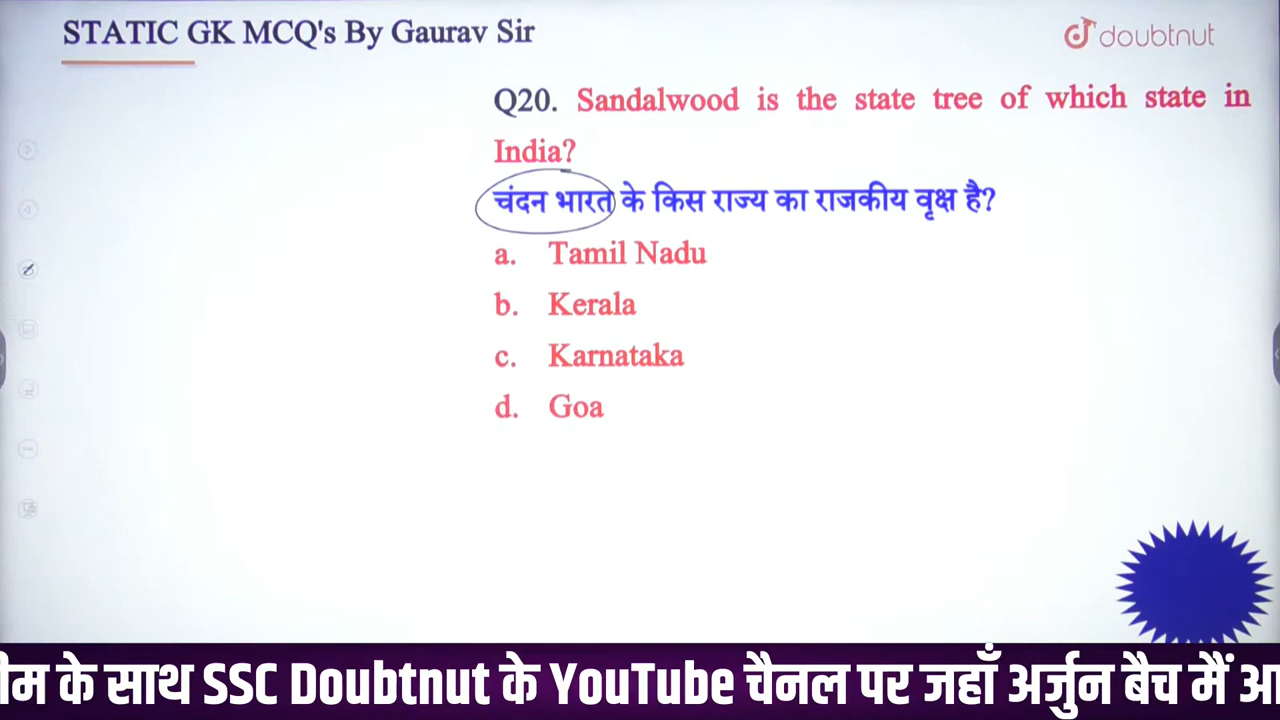 STATIC GK MCQ's By Gaurav Sir
doubtnut
Q20. Sandalwood is the state tree of which state in
India?
चंदन भारत के किस राज्य का राजकीय वृक्ष है?
a. Tamil Nadu
b. Kerala
c. Karnataka
d. Goa
के साथ SSC Doubtnut के YouTube चैनल पर जहाँ अर्जुन बैच मैं